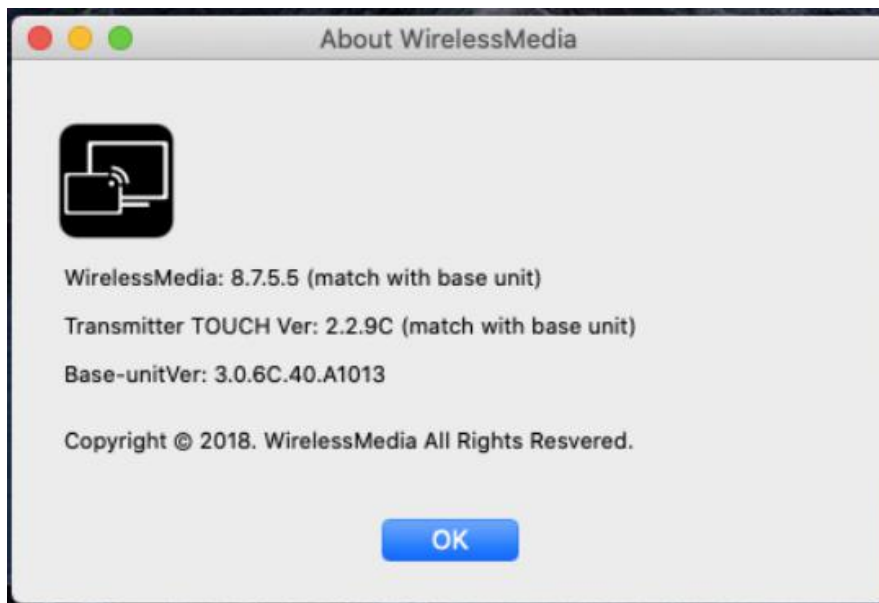 About WirelessMedia
WirelessMedia: 8.7.5.5 (match with base unit)
Transmitter TOUCH Ver: 2.2.9C (match with base unit)
Base-unitVer: 3.0.6C.40.A1013
Copyright © 2018. WirelessMedia All Rights Resvered.
OK